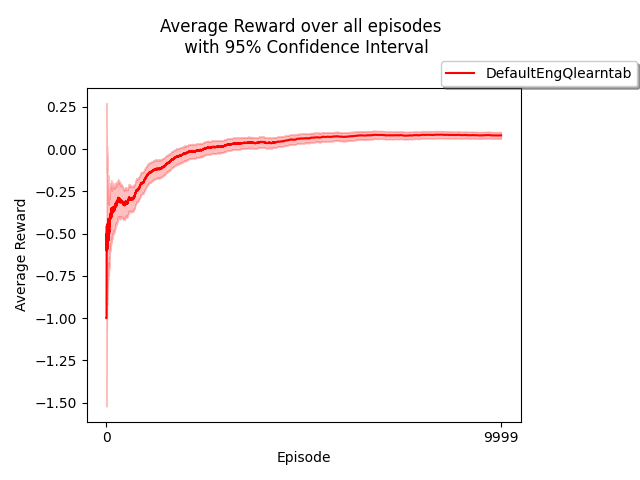 Average Reward over all episodes
with 95% Confidence Interval
DefaultEngQlearntab
0.25
0.00
−0.25
−0.50
−0.75
−1.00
−1.25
−1.50
Average Reward
0
9999
Episode